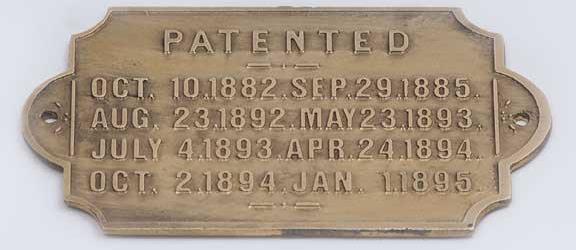 PATENTED
OCT. 10.1882. SEP. 29.1885.
AUG. 23.1892. MAY 23.1893.
JULY 4.1893. APR. 24.1894.
OCT. 2.1894. JAN. 1.1895.